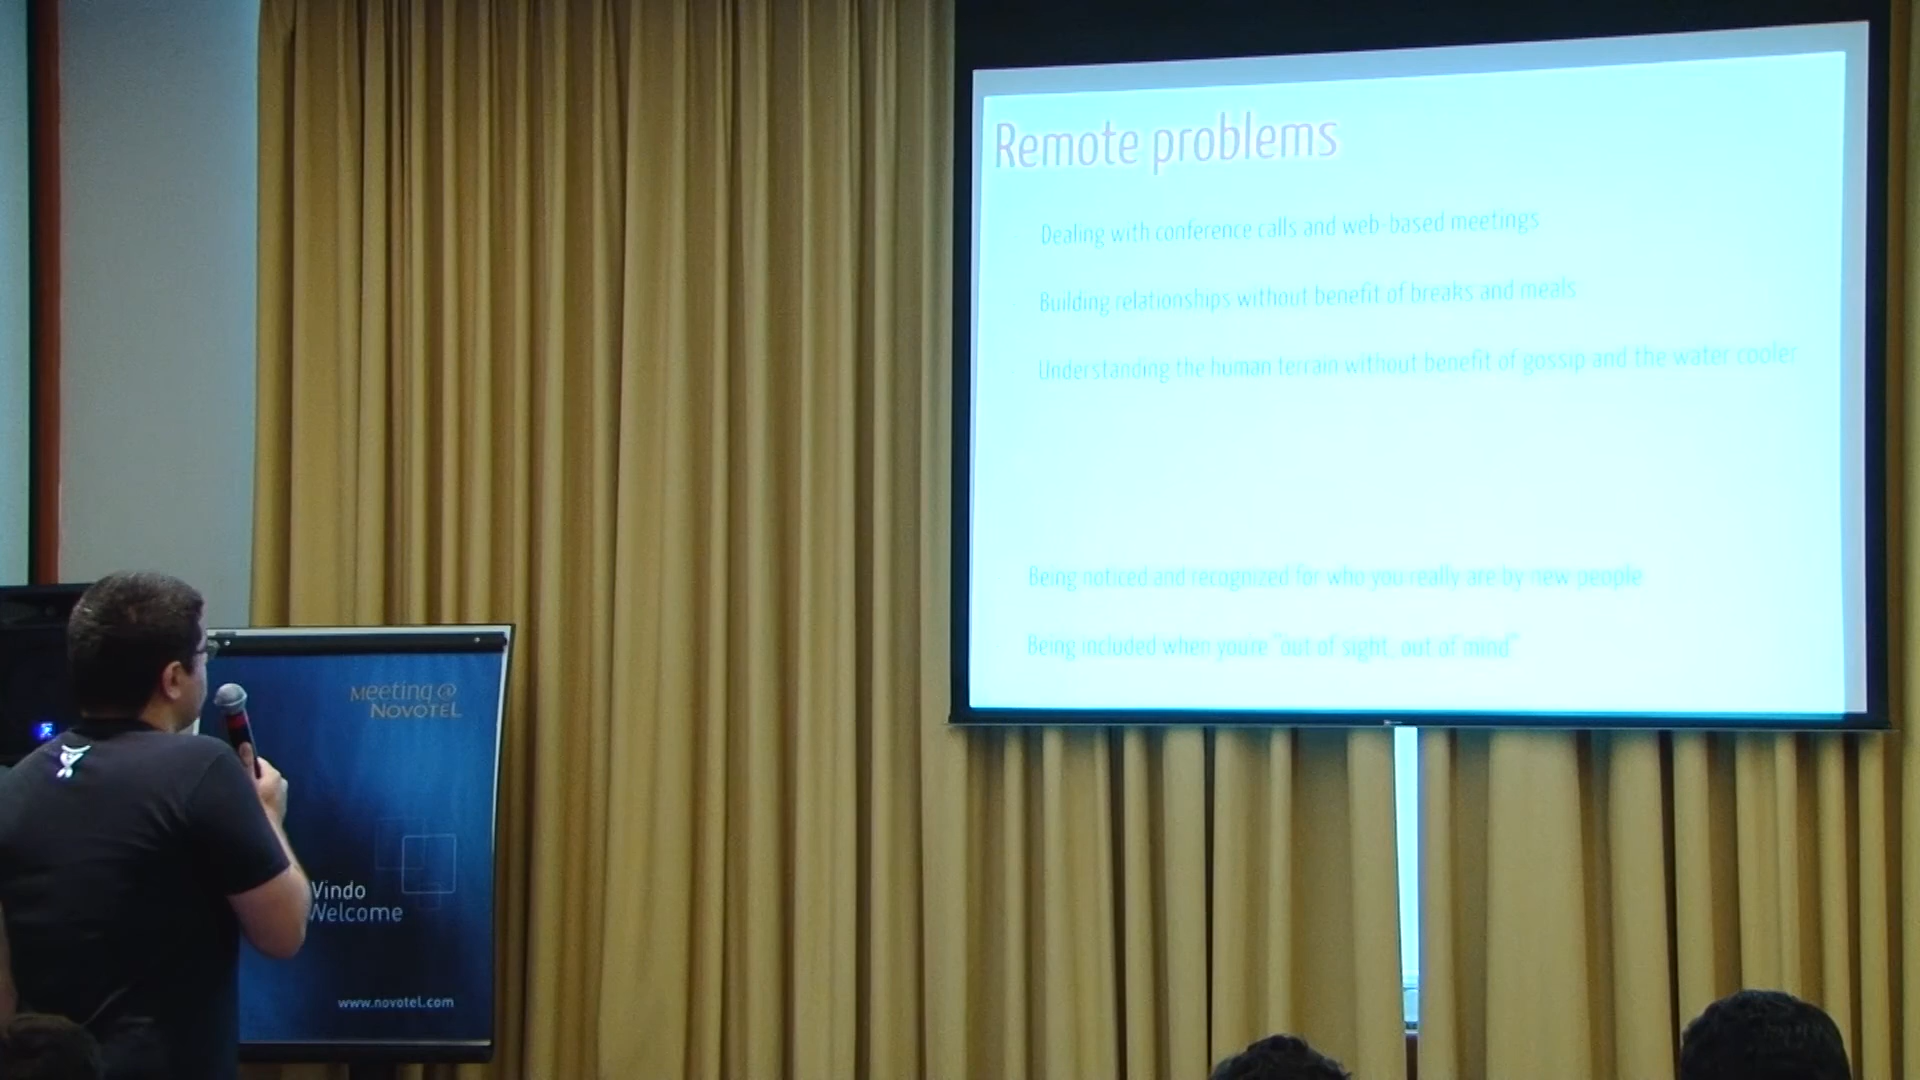 Remote problems
Dealing with conference calls and web-based meetings
Building relationships without benefit of breaks and meals
Understanding the human terrain without benefit of gossip and the water cooler
Being noticed and recognized for who you really are by new people
Being included when youre "out of sight, out of mind"
Meeting@
NOVOTEL
Vindo
Welcome
www.novotel.com